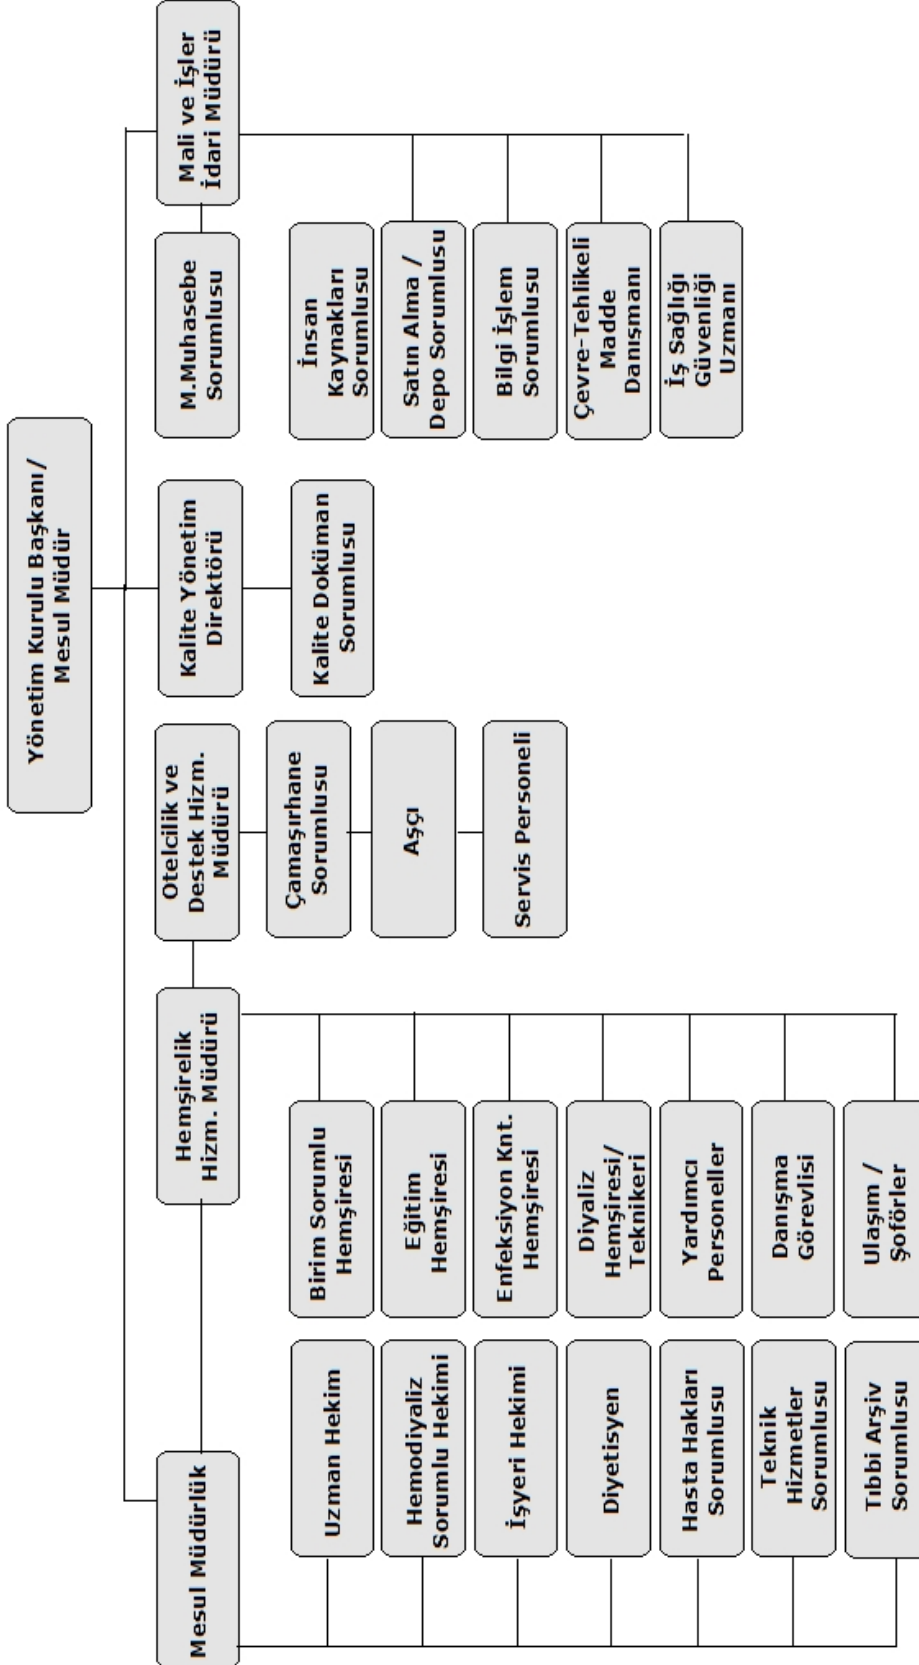 Yönetim Kurulu Başkanı/
Mesul Müdür
Mesul Müdürlük
Hemşirelik
Hizm. Müdürü
Otelcilik ve
Destek Hizm.
Müdürü
Kalite Yönetim
Direktörü
M.Muhasebe
Sorumlusu
Mali ve İşler
İdari Müdürü
Uzman Hekim
Hemodiyaliz
Sorumlu Hekimi
İşyeri Hekimi
Diyetisyen
Hasta Hakları
Sorumlusu
Teknik
Hizmetler
Sorumlusu
Tıbbi Arşiv
Sorumlusu
Birim Sorumlu
Hemşiresi
Eğitim
Hemşiresi
Enfeksiyon Knt.
Hemşiresi
Diyaliz
Hemşiresi/
Teknikeri
Yardımcı
Personeller
Danışma
Görevlisi
Ulaşım /
Şoförler
Çamaşırhane
Sorumlusu
Aşçı
Servis Personeli
Kalite Doküman
Sorumlusu
İnsan
Kaynakları
Sorumlusu
Satın Alma /
Depo Sorumlusu
Bilgi İşlem
Sorumlusu
Çevre-Tehlikeli
Madde
Danışmanı
İş Sağlığı
Güvenliği
Uzmanı